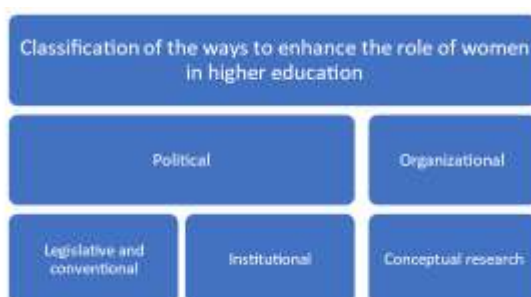 Classification of the ways to enhance the role of women
in higher education
Political
Organizational
Legislative and
conventional
Institutional
Conceptual research